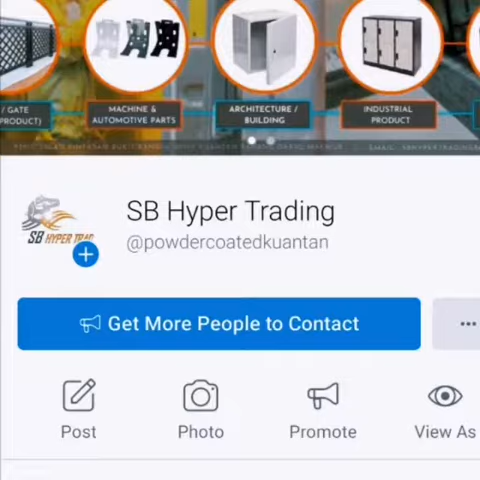 / GATE
PRODUCT)
MACHINE &
AUTOMOTIVE PARTS
ARCHITECTURE /
BUILDING
INDUSTRIAL
PRODUCT
SB HYPER TRAD
SB Hyper Trading
@powdercoatedkuantan
Get More People to Contact
Post
Photo
Promote
View As